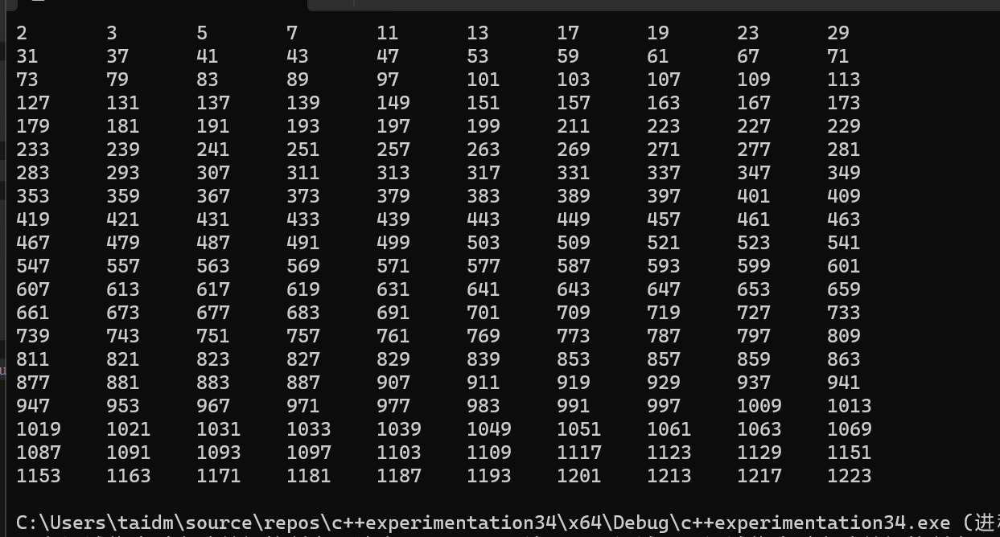 2 3 5 7 11 13 17 19 23 29
31 37 41 43 47 53 59 61 67 71
73 79 83 89 97 101 103 107 109 113
127 131 137 139 149 151 157 163 167 173
179 181 191 193 197 199 211 223 227 229
233 239 241 251 257 263 269 271 277 281
283 293 307 311 313 317 331 337 347 349
353 359 367 373 379 383 389 397 401 409
419 421 431 433 439 443 449 457 461 463
467 479 487 491 499 503 509 521 523 541
547 557 563 569 571 577 587 593 599 601
607 613 617 619 631 641 643 647 653 659
661 673 677 683 691 701 709 719 727 733
739 743 751 757 761 769 773 787 797 809
811 821 823 827 829 839 853 857 859 863
877 881 883 887 907 911 919 929 937 941
947 953 967 971 977 983 991 997 1009 1013
1019 1021 1031 1033 1039 1049 1051 1061 1063 1069
1087 1091 1093 1097 1103 1109 1117 1123 1129 1151
1153 1163 1171 1181 1187 1193 1201 1213 1217 1223
C:\Users\taidm\source\repos\c++experimentation34\x64\Debug\c++experimentation34.exe (进